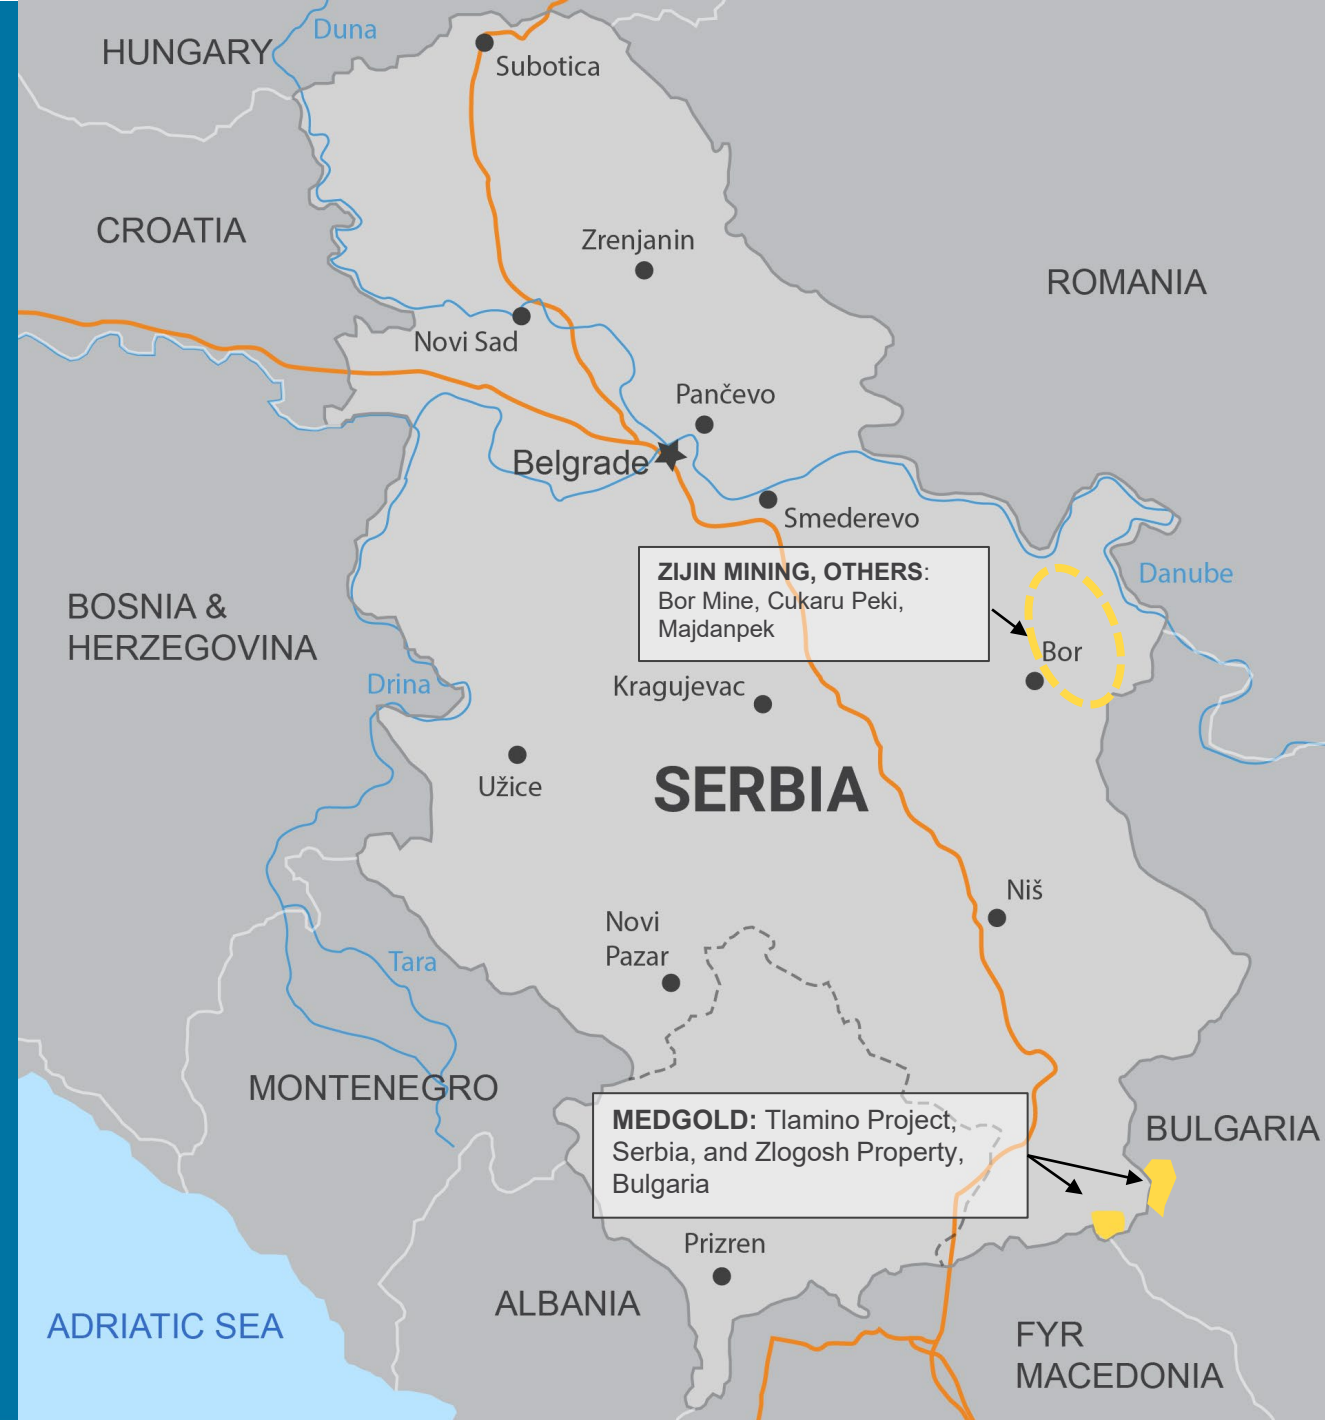 Duna
HUNGARY
Subotica
CROATIA
Zrenjanin
ROMANIA
Novi Sad
Pančevo
Belgrade
Smederevo
ZIJIN MINING, OTHERS:
Bor Mine, Cukaru Peki,
Majdanpek
Danube
BOSNIA &
HERZEGOVINA
Bor
Drina
Kragujevac
Užice
SERBIA
Niš
Novi
Pazar
Tara
MONTENEGRO
MEDGOLD: Tlamino Project,
Serbia, and Zlogosh Property,
Bulgaria
BULGARIA
Prizren
ALBANIA
ADRIATIC SEA
FYR
MACEDONIA